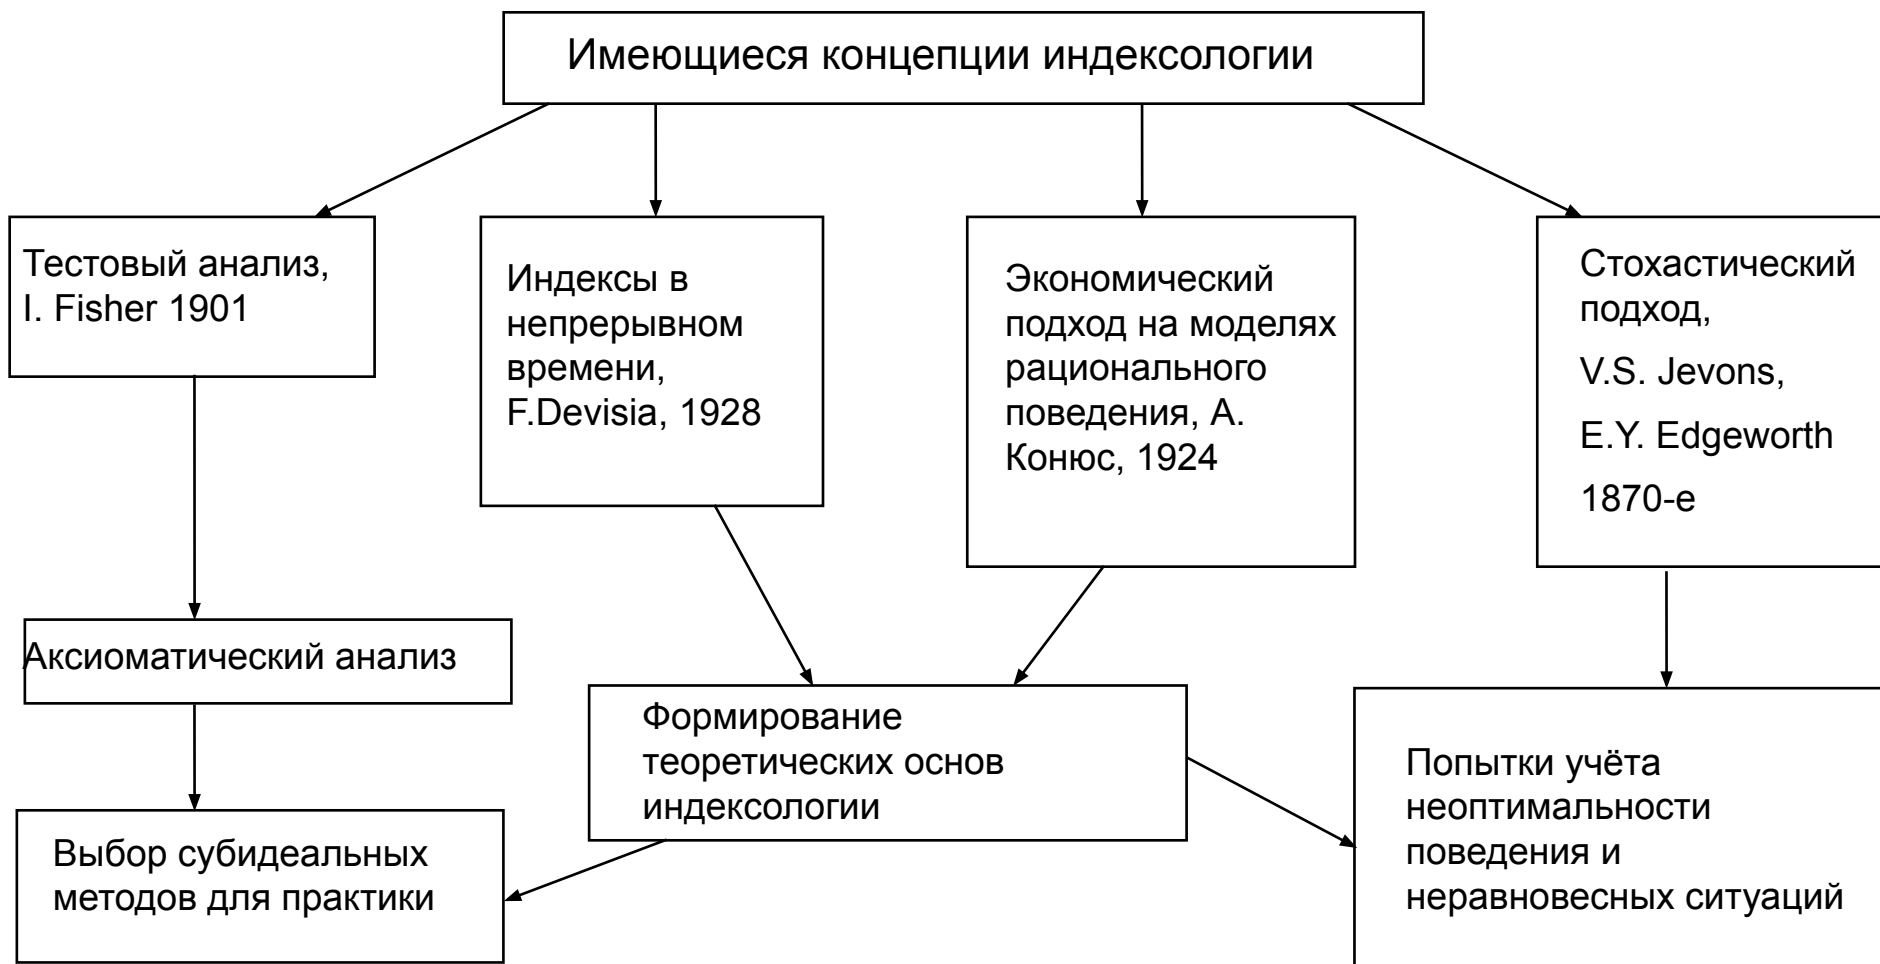 Имеющиеся концепции индексологии
Тестовый анализ,
I. Fisher 1901
Индексы в
непрерывном
времени,
F.Devisia, 1928
Экономический
подход на моделях
рационального
поведения, А.
Конюс, 1924
Стохастический
подход,
V.S. Jevons,
E.Y. Edgeworth
1870-е
Аксиоматический анализ
Формирование
теоретических основ
индексологии
Попытки учёта
неоптимальности
поведения и
неравновесных ситуаций
Выбор субидеальных
методов для практики